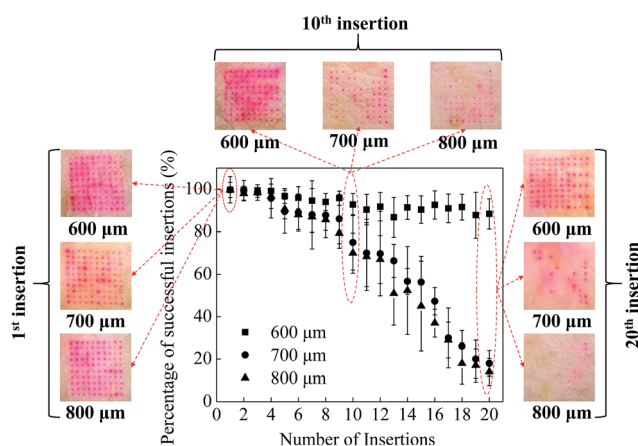 10th insertion
600 µm
700 µm
800 µm
1st insertion
600 µm
700 µm
800 µm
20th insertion
600 µm
700 µm
800 µm
Percentage of successful insertions (%)
100
80
60
40
20
0
600 µm
700 µm
800 µm
0 2 4 6 8 10 12 14 16 18 20
Number of Insertions